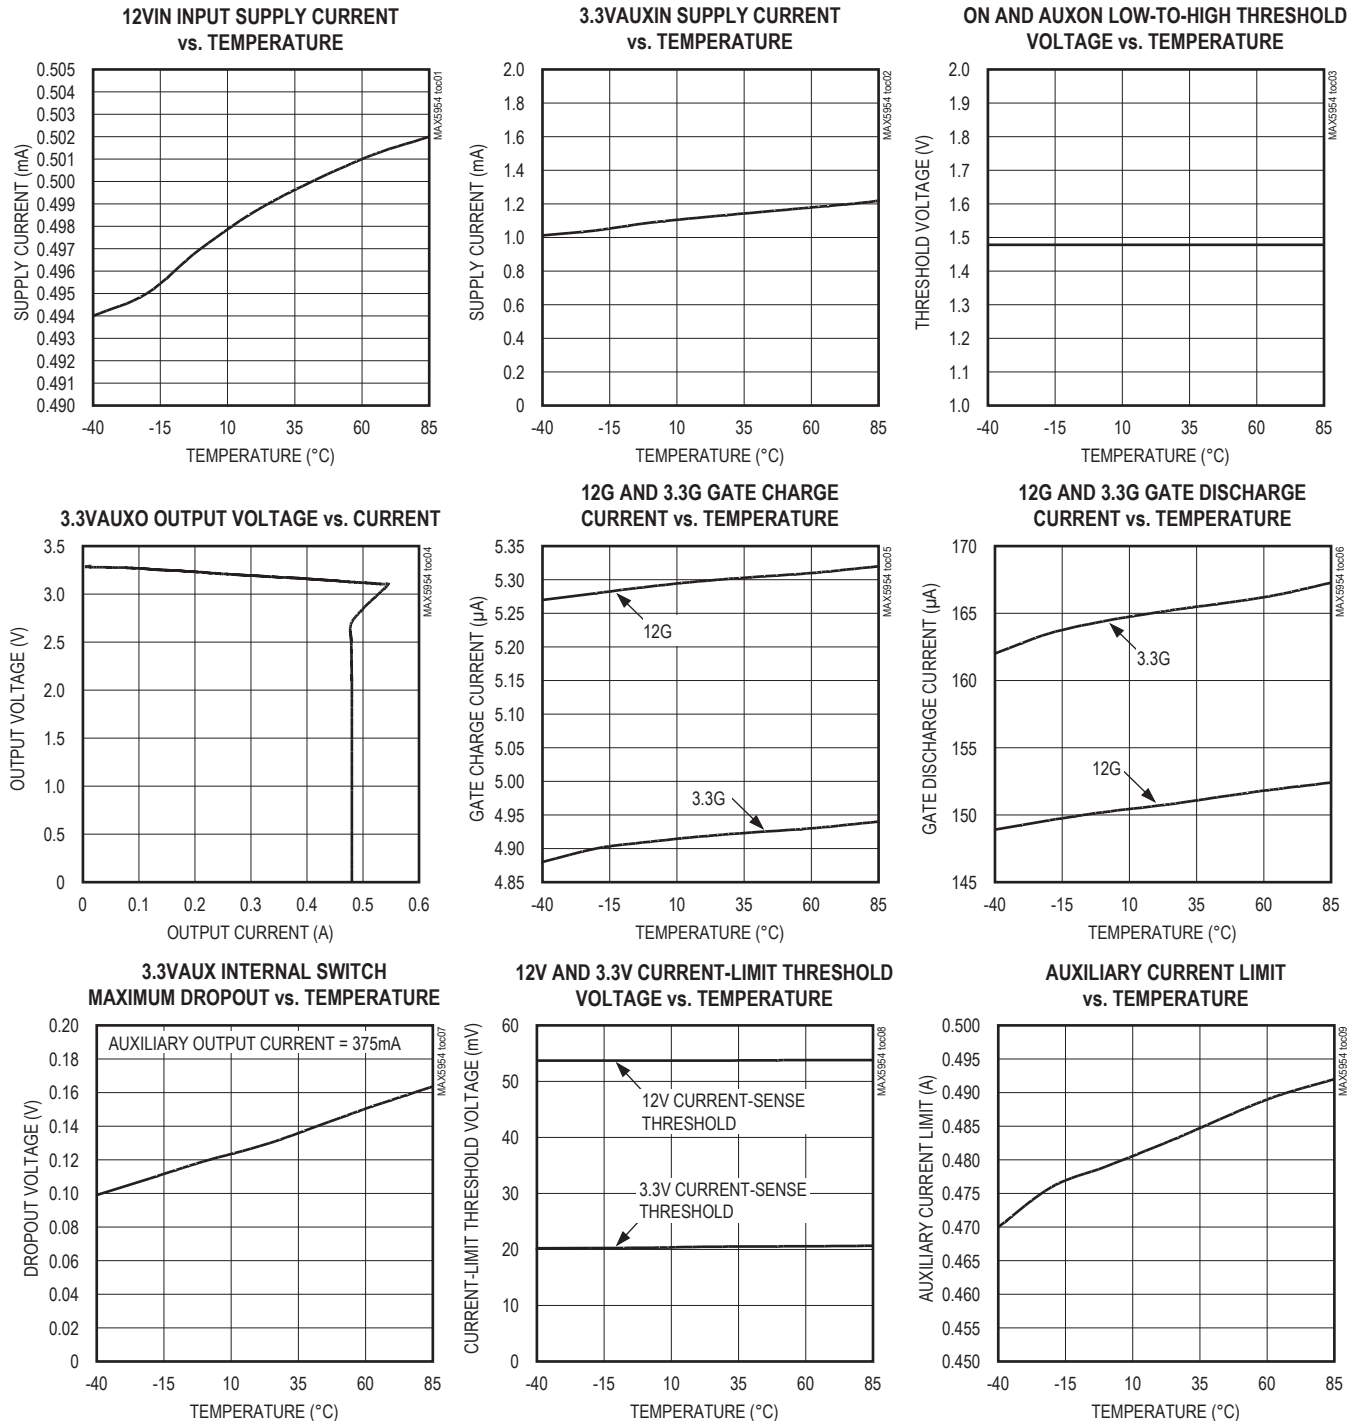 12VIN INPUT SUPPLY CURRENT
vs. TEMPERATURE
0.505
0.504
0.503
0.502
0.501
0.500
0.499
0.498
0.497
0.496
0.495
0.494
0.493
0.492
0.491
0.490
SUPPLY CURRENT (mA)
MAX5954 toc01
-40 -15 10 35 60 85
TEMPERATURE (°C)
3.3VAUXIN SUPPLY CURRENT
vs. TEMPERATURE
2.0
1.8
1.6
1.4
1.2
1.0
0.8
0.6
0.4
0.2
0
SUPPLY CURRENT (mA)
MAX5954 toc02
-40 -15 10 35 60 85
TEMPERATURE (°C)
ON AND AUXON LOW-TO-HIGH THRESHOLD
VOLTAGE vs. TEMPERATURE
2.0
1.9
1.8
1.7
1.6
1.5
1.4
1.3
1.2
1.1
1.0
THRESHOLD VOLTAGE (V)
MAX5954 toc03
-40 -15 10 35 60 85
TEMPERATURE (°C)
3.3VAUXO OUTPUT VOLTAGE vs. CURRENT
3.5
3.0
2.5
2.0
1.5
1.0
0.5
0
OUTPUT VOLTAGE (V)
MAX5954 toc04
0 0.1 0.2 0.3 0.4 0.5 0.6
OUTPUT CURRENT (A)
12G AND 3.3G GATE CHARGE
CURRENT vs. TEMPERATURE
5.35
5.30
5.26
5.20
5.15
5.10
5.05
5.00
4.95
4.90
4.85
GATE CHARGE CURRENT (µA)
MAX5954 toc05
12G
3.3G
-40 -15 10 35 60 85
TEMPERATURE (°C)
12G AND 3.3G GATE DISCHARGE
CURRENT vs. TEMPERATURE
170
165
160
155
150
145
GATE DISCHARGE CURRENT (µA)
MAX5954 toc06
3.3G
12G
-40 -15 10 35 60 85
TEMPERATURE (°C)
3.3VAUX INTERNAL SWITCH
MAXIMUM DROPOUT vs. TEMPERATURE
0.20
0.18
0.16
0.14
0.12
0.10
0.08
0.06
0.04
0.02
0
DROPOUT VOLTAGE (V)
AUXILIARY OUTPUT CURRENT = 375mA
MAX5954 toc07
-40 -15 10 35 60 85
TEMPERATURE (°C)
12V AND 3.3V CURRENT-LIMIT THRESHOLD
VOLTAGE vs. TEMPERATURE
60
50
40
30
20
10
0
CURRENT-LIMIT THRESHOLD VOLTAGE (mV)
MAX5954 toc08
12V CURRENT-SENSE
THRESHOLD
3.3V CURRENT-SENSE
THRESHOLD
-40 -15 10 35 60 85
TEMPERATURE (°C)
AUXILIARY CURRENT LIMIT
vs. TEMPERATURE
0.500
0.495
0.490
0.485
0.480
0.475
0.470
0.465
0.460
0.455
0.450
AUXILIARY CURRENT LIMIT (A)
MAX5954 toc09
-40 -15 10 35 60 85
TEMPERATURE (°C)